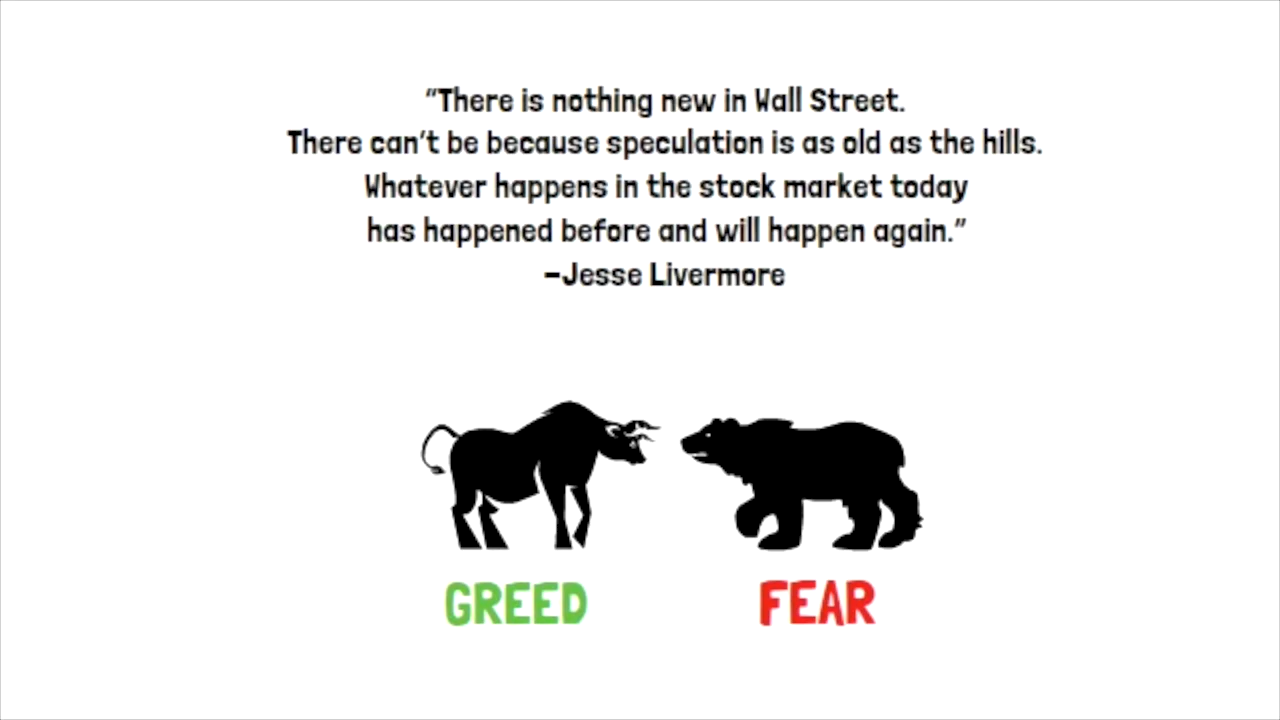 "There is nothing new in Wall Street.
There can't be because speculation is as old as the hills.
Whatever happens in the stock market today
has happened before and will happen again."
-Jesse Livermore
GREED
FEAR